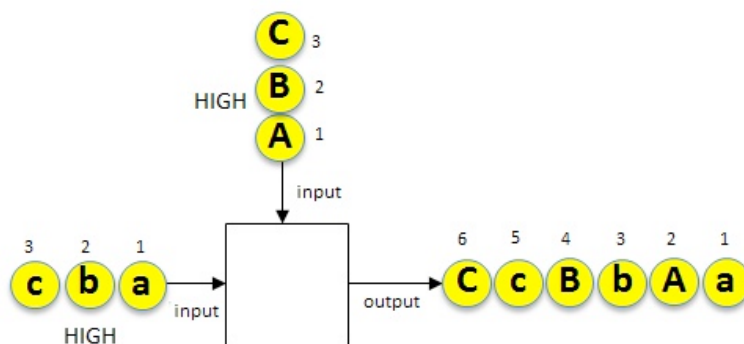 C 3
HIGH B 2
A 1
input
3 2 1
c b a
input
HIGH
output
6 5 4 3 2 1
C c B b A a